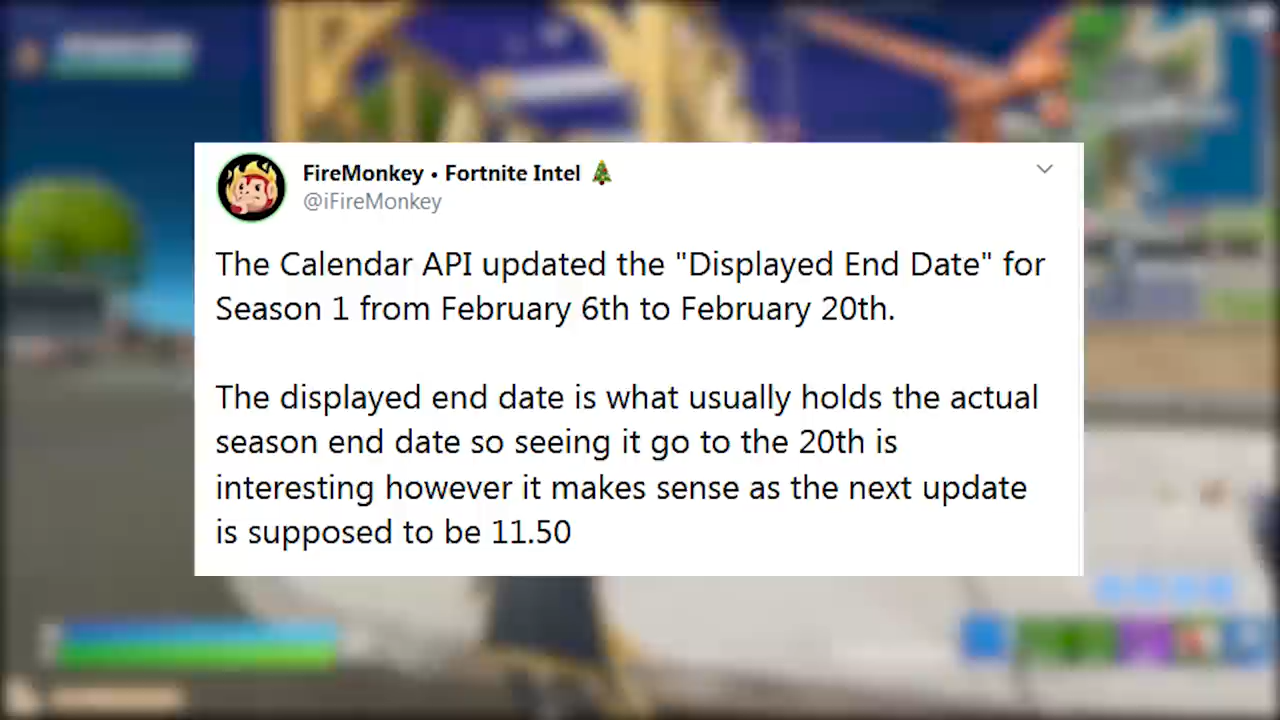 FireMonkey • Fortnite Intel 🎄
@iFireMonkey
The Calendar API updated the "Displayed End Date" for
Season 1 from February 6th to February 20th.
The displayed end date is what usually holds the actual
season end date so seeing it go to the 20th is
interesting however it makes sense as the next update
is supposed to be 11.50